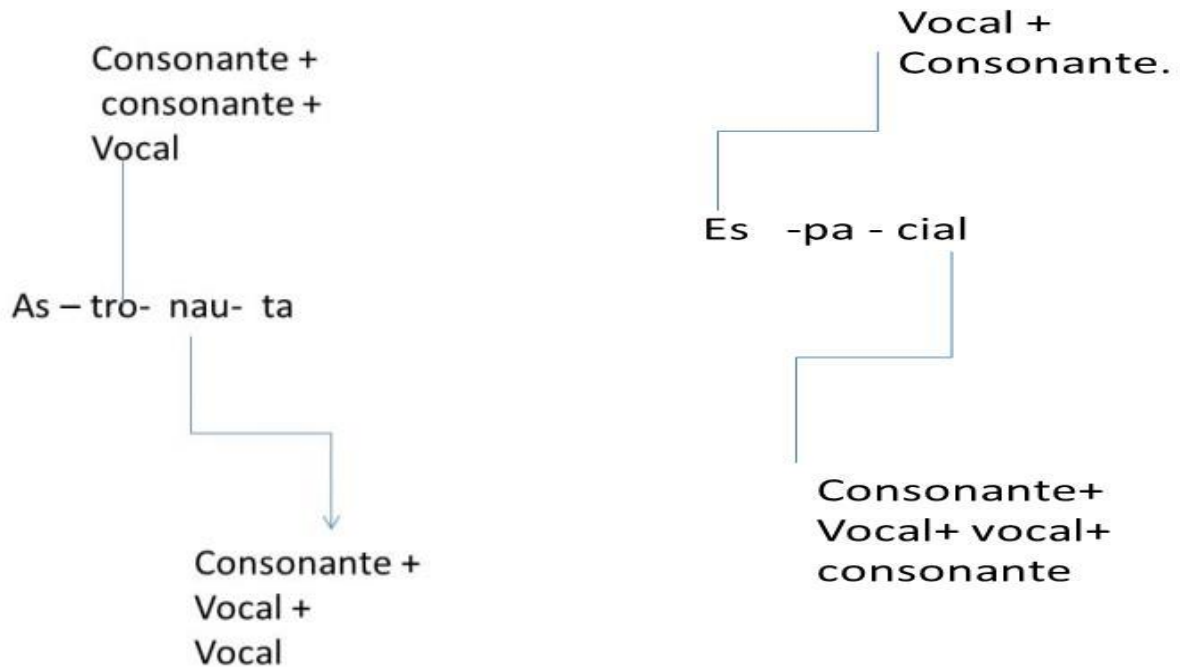 Consonante +
consonante +
Vocal
As – tro- nau- ta
Consonante +
Vocal +
Vocal
Vocal +
Consonante.
Es -pa - cial
Consonante+
Vocal+ vocal+
consonante